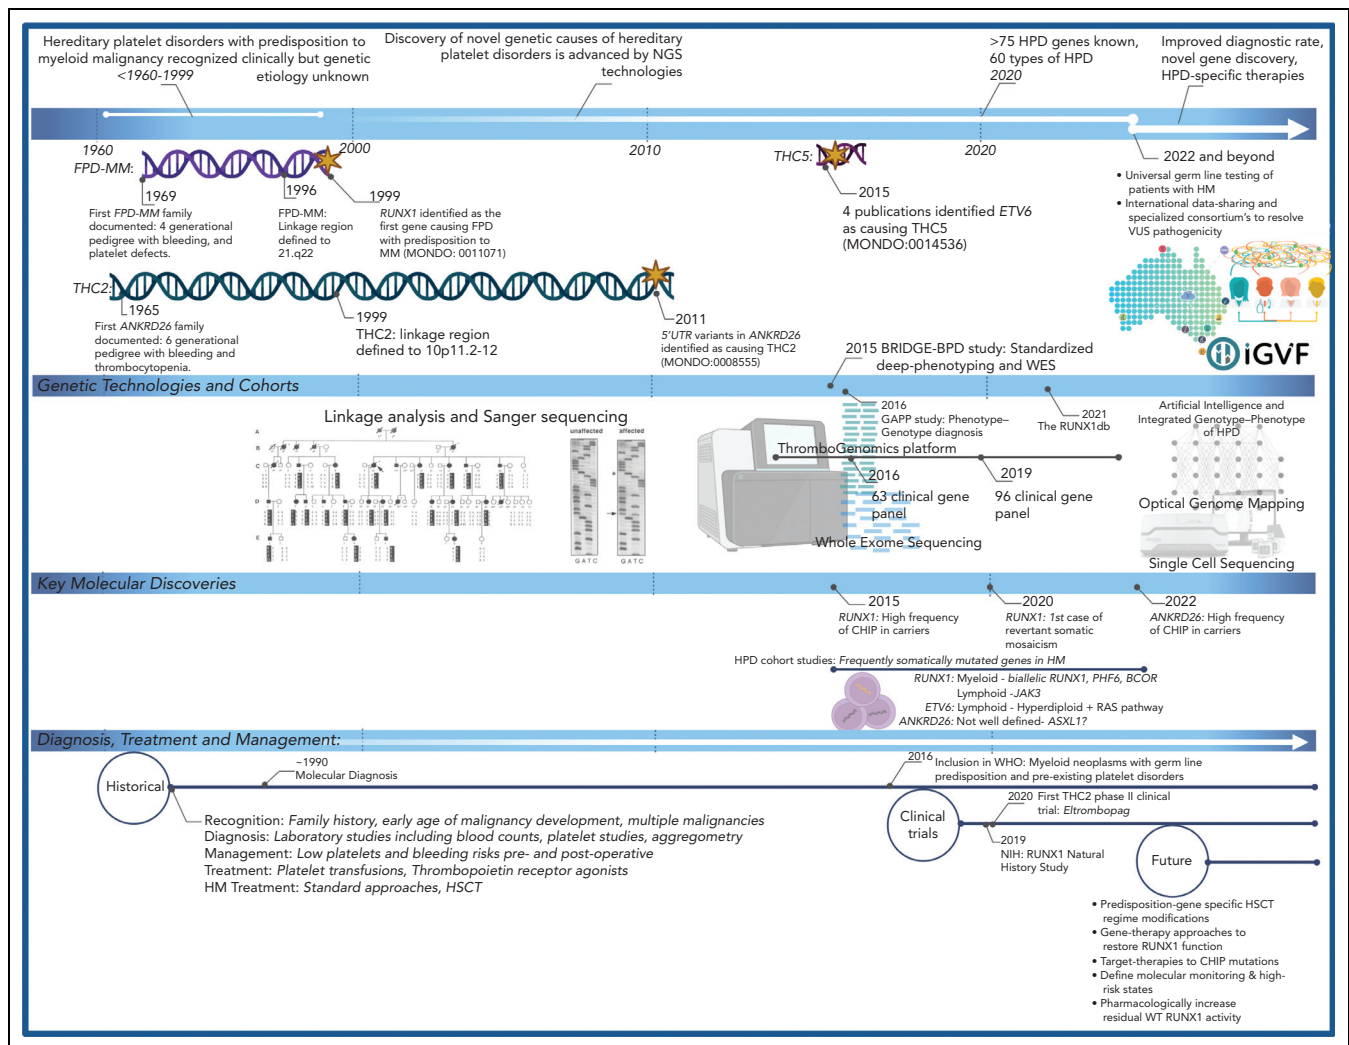 Hereditary platelet disorders with predisposition to
myeloid malignancy recognized clinically but genetic
etiology unknown
<1960-1999
Discovery of novel genetic causes of hereditary
platelet disorders is advanced by NGS
technologies
>75 HPD genes known,
60 types of HPD
2020
Improved diagnostic rate,
novel gene discovery,
HPD-specific therapies
1960
2000
2010
2020
FPD-MM:
1969
First FPD-MM family
documented: 4 generational
pedigree with bleeding, and
platelet defects.
1996
FPD-MM:
Linkage region
defined to
21.q22
1999
RUNX1 identified as the
first gene causing FPD
with predisposition to
MM (MONDO: 0011071)
THC5:
2015
4 publications identified ETV6
as causing THC5
(MONDO:0014536)
2022 and beyond
• Universal germ line testing of
patients with HM
• International data-sharing and
specialized consortium's to resolve
VUS pathogenicity
iGViF
THC2:
1965
First ANKRD26 family
documented: 6 generational
pedigree with bleeding and
thrombocytopenia.
1999
THC2: linkage region
defined to 10p11.2-12
2011
5'UTR variants in ANKRD26
identified as causing THC2
(MONDO:0008555)
2015 BRIDGE-BPD study: Standardized
deep-phenotyping and WES
Genetic Technologies and Cohorts
Linkage analysis and Sanger sequencing
A
B
C
D
E
unaffected
affected
G A T C
G A T C
2016
GAPP study: Phenotype–
Genotype diagnosis
2021
The RUNX1db
ThromboGenomics platform
2016
63 clinical gene
panel
2019
96 clinical gene
panel
Whole Exome Sequencing
Artificial Intelligence and
Integrated Genotype–Phenotype
of HPD
Optical Genome Mapping
Single Cell Sequencing
Key Molecular Discoveries
2015
RUNX1: High frequency
of CHIP in carriers
2020
RUNX1: 1st case of
revertant somatic
mosaicism
2022
ANKRD26: High frequency
of CHIP in carriers
HPD cohort studies: Frequently somatically mutated genes in HM
RUNX1: Myeloid - biallelic RUNX1, PHF6, BCOR
Lymphoid -JAK3
ETV6: Lymphoid - Hyperdiploid + RAS pathway
ANKRD26: Not well defined- ASXL1?
Diagnosis, Treatment and Management:
Historical
~1990
Molecular Diagnosis
2016
Inclusion in WHO: Myeloid neoplasms with germ line
predisposition and pre-existing platelet disorders
Recognition: Family history, early age of malignancy development, multiple malignancies
Diagnosis: Laboratory studies including blood counts, platelet studies, aggregometry
Management: Low platelets and bleeding risks pre- and post-operative
Treatment: Platelet transfusions, Thrombopoietin receptor agonists
HM Treatment: Standard approaches, HSCT
Clinical
trials
2020 First THC2 phase II clinical
trial: Eltrombopag
2019
NIH: RUNX1 Natural
History Study
Future
• Predisposition-gene specific HSCT
regime modifications
• Gene-therapy approaches to
restore RUNX1 function
• Target-therapies to CHIP mutations
• Define molecular monitoring & high-
risk states
• Pharmacologically increase
residual WT RUNX1 activity